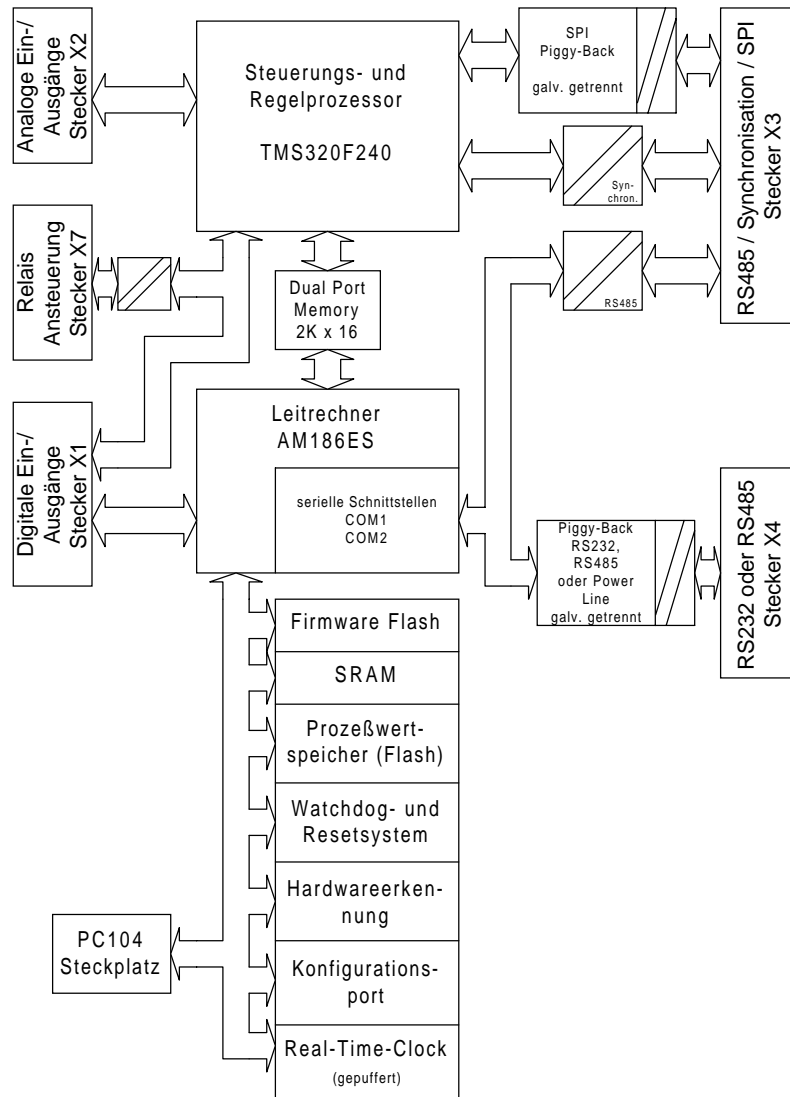 Analoge Ein-/
Ausgänge
Stecker X2
Steuerungs- und
Regelprozessor
TMS320F240
SPI
Piggy-Back
galv. getrennt
Syn-
chron.
RS485
RS485 / Synchronisation / SPI
Stecker X3
Relais
Ansteuerung
Stecker X7
Dual Port
Memory
2K x 16
Digitale Ein-/
Ausgänge
Stecker X1
Leitrechner
AM186ES
serielle Schnittstellen
COM1
COM2
Piggy-Back
RS232,
RS485
oder Power
Line
galv. getrennt
RS232 oder RS485
Stecker X4
Firmware Flash
SRAM
Prozeßwert-
speicher (Flash)
Watchdog- und
Resetsystem
Hardwareerken-
nung
PC104
Steckplatz
Konfigurations-
port
Real-Time-Clock
(gepuffert)